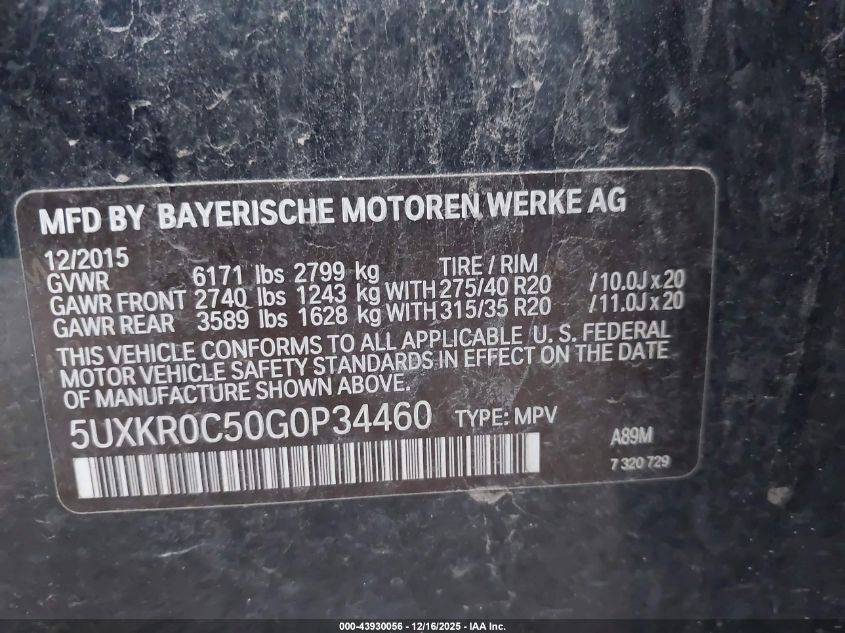 MFD BY BAYERISCHE MOTOREN WERKE AG
12/2015
GVWR 6171 lbs 2799 kg TIRE / RIM
GAWR FRONT 2740 lbs 1243 kg WITH 275/40 R20 /10.0J x 20
GAWR REAR 3589 lbs 1628 kg WITH 315/35 R20 /11.0J x 20
THIS VEHICLE CONFORMS TO ALL APPLICABLE U. S. FEDERAL
MOTOR VEHICLE SAFETY STANDARDS IN EFFECT ON THE DATE
OF MANUFACTURE SHOWN ABOVE.
5UXKR0C50G0P34460 TYPE: MPV
A89M
7 320 729
000-43930056 - 12/16/2025 - IAA Inc.